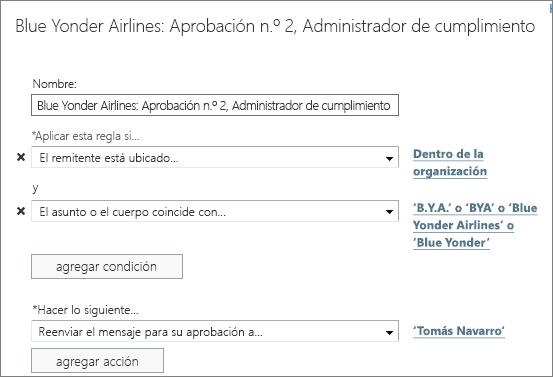 Blue Yonder Airlines: Aprobación n.º 2, Administrador de cumplimiento
Nombre:
Blue Yonder Airlines: Aprobación n.º 2, Administrador de cumplimiento
*Aplicar esta regla si...
El remitente está ubicado...
Dentro de la
organización
y
El asunto o el cuerpo coincide con...
'B.Y.A.' o 'BYA' o 'Blue
Yonder Airlines' o
'Blue Yonder'
agregar condición
*Hacer lo siguiente...
Reenviar el mensaje para su aprobación a...
'Tomás Navarro'
agregar acción